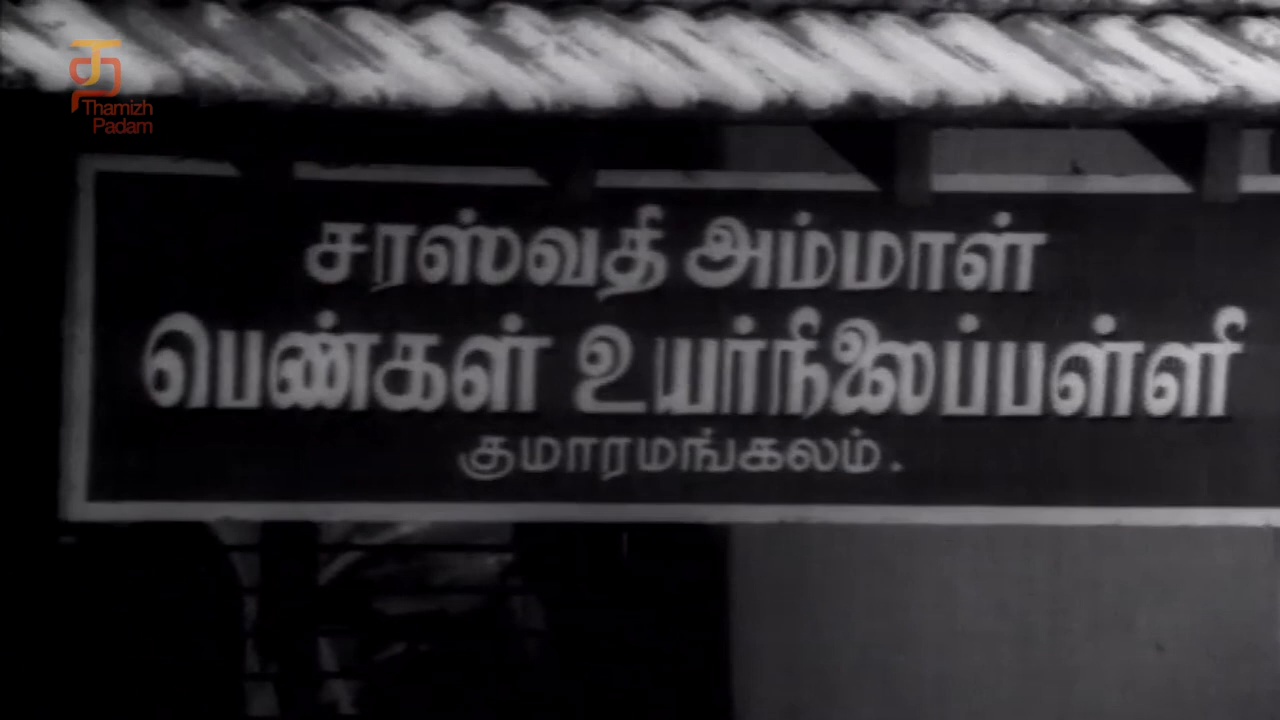 த
Thamizh
Padam
சரஸ்வதி அம்மாள்
பெண்கள் உயர்நிலைப்பள்ளி
குமாரமங்கலம்.